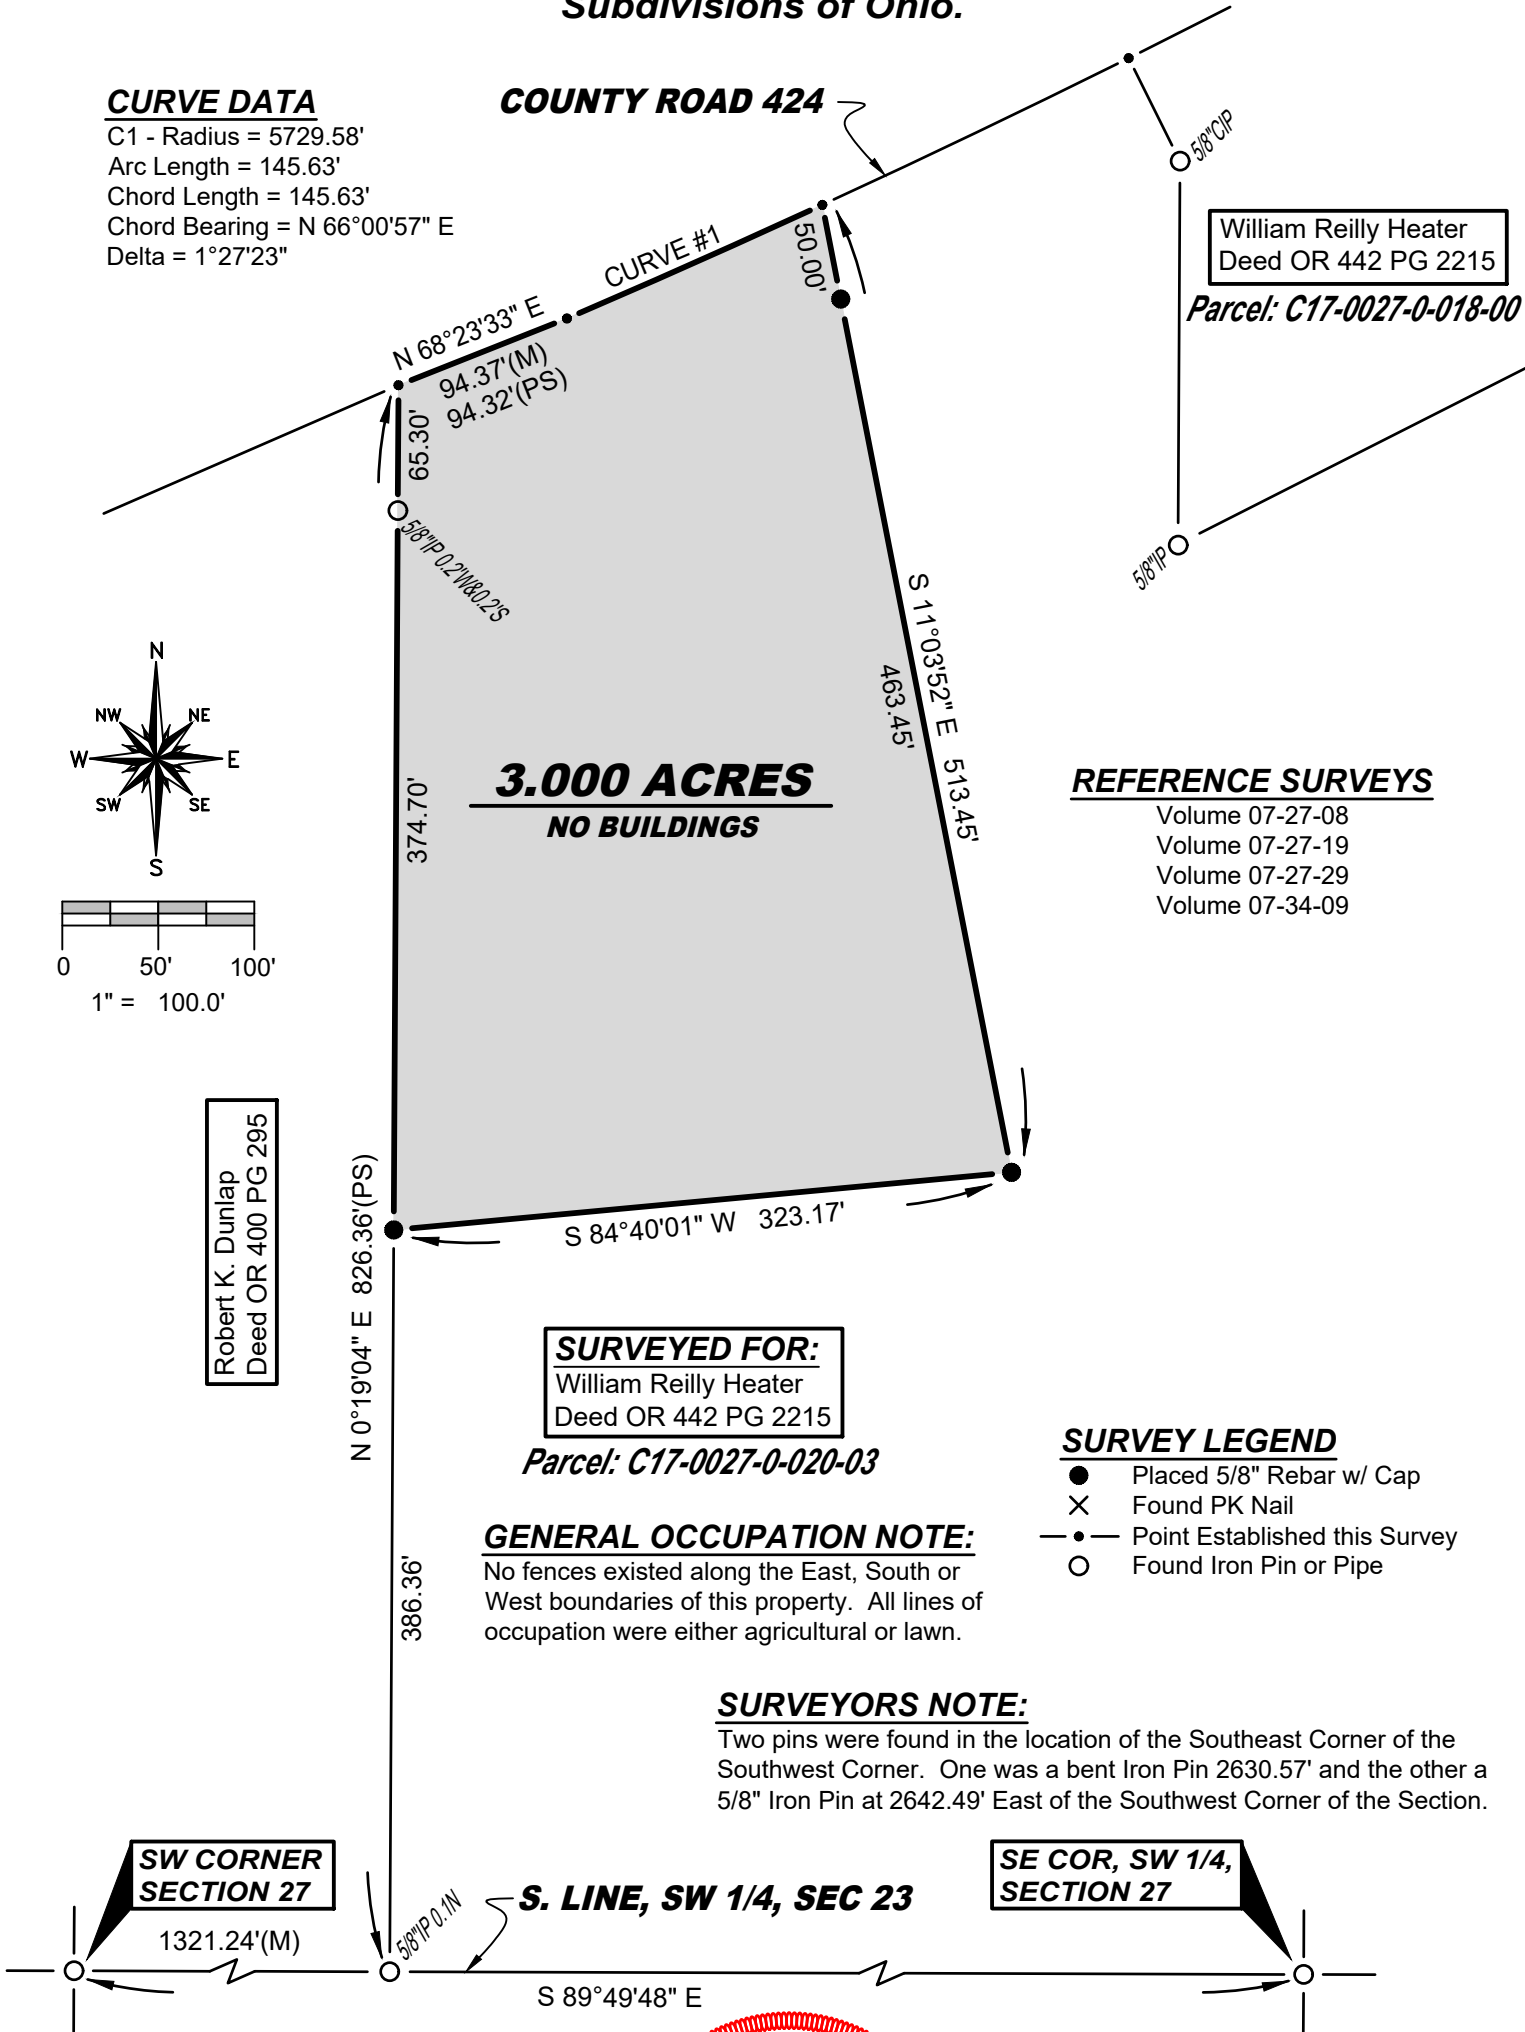 Subdivisions of Ohio.
CURVE DATA
C1 - Radius = 5729.58'
Arc Length = 145.63'
Chord Length = 145.63'
Chord Bearing = N 66°00'57" E
Delta = 1°27'23"
COUNTY ROAD 424
5/8"CIP
William Reilly Heater
Deed OR 442 PG 2215
Parcel: C17-0027-0-018-00
CURVE #1
50.00'
N 68°23'33" E
94.37'(M)
94.32'(PS)
65.30'
5/8"IP 0.2'W&0.2'S
5/8"IP
S 11°03'52" E 513.45'
463.45'
N
NW
NE
W
E
SW
SE
S
0
50'
100'
1" = 100.0'
374.70'
3.000 ACRES
NO BUILDINGS
REFERENCE SURVEYS
Volume 07-27-08
Volume 07-27-19
Volume 07-27-29
Volume 07-34-09
Robert K. Dunlap
Deed OR 400 PG 295
N 0°19'04" E 826.36'(PS)
S 84°40'01" W 323.17'
SURVEYED FOR:
William Reilly Heater
Deed OR 442 PG 2215
Parcel: C17-0027-0-020-03
SURVEY LEGEND
Placed 5/8" Rebar w/ Cap
Found PK Nail
Point Established this Survey
Found Iron Pin or Pipe
GENERAL OCCUPATION NOTE:
No fences existed along the East, South or
West boundaries of this property. All lines of
occupation were either agricultural or lawn.
386.36'
SURVEYORS NOTE:
Two pins were found in the location of the Southeast Corner of the
Southwest Corner. One was a bent Iron Pin 2630.57' and the other a
5/8" Iron Pin at 2642.49' East of the Southwest Corner of the Section.
SW CORNER
SECTION 27
1321.24'(M)
5/8"IP 0.1N
S. LINE, SW 1/4, SEC 23
SE COR, SW 1/4,
SECTION 27
S 89°49'48" E